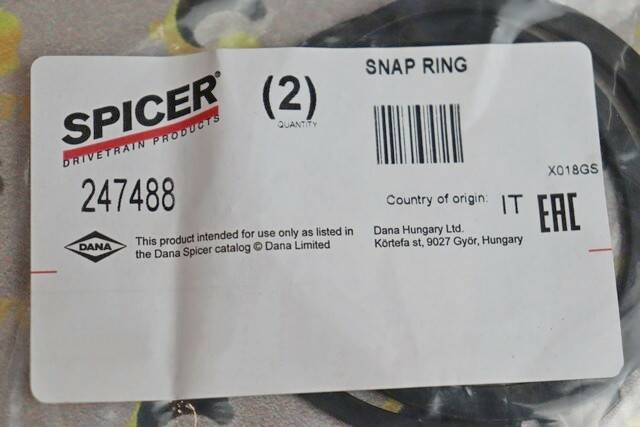 SPICER®
DRIVETRAIN PRODUCTS
(2)
QUANTITY
SNAP RING
X018GS
247488
Country of origin: IT
EAC
DANA
This product intended for use only as listed in
the Dana Spicer catalog © Dana Limited
Dana Hungary Ltd.
Körtefa st, 9027 Győr, Hungary